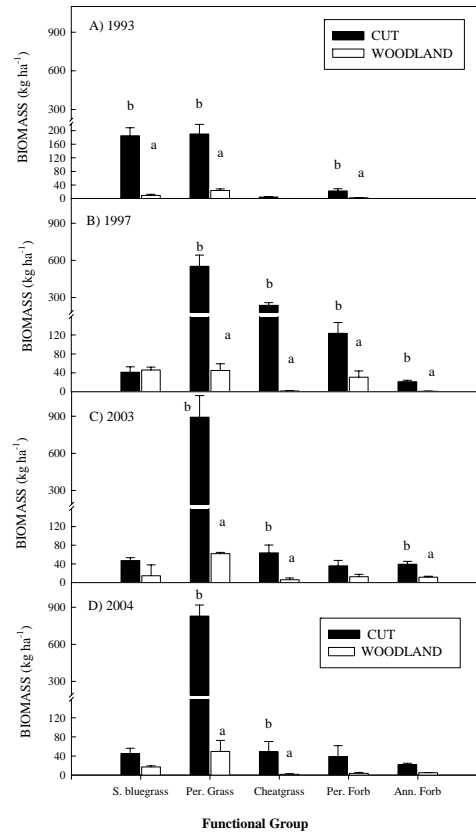 A) 1993
CUT
WOODLAND
BIOMASS (kg ha-1)
900
600
300
200
160
120
80
40
0
b
a
b
a
b
a
B) 1997
BIOMASS (kg ha-1)
900
600
300
120
80
40
0
b
a
b
a
b
a
b
a
C) 2003
BIOMASS (kg ha-1)
900
600
300
120
80
40
0
b
a
b
a
b
a
D) 2004
CUT
WOODLAND
BIOMASS (kg ha-1)
900
600
300
120
80
40
0
b
a
b
a
S. bluegrass Per. Grass Cheatgrass Per. Forb Ann. Forb
Functional Group